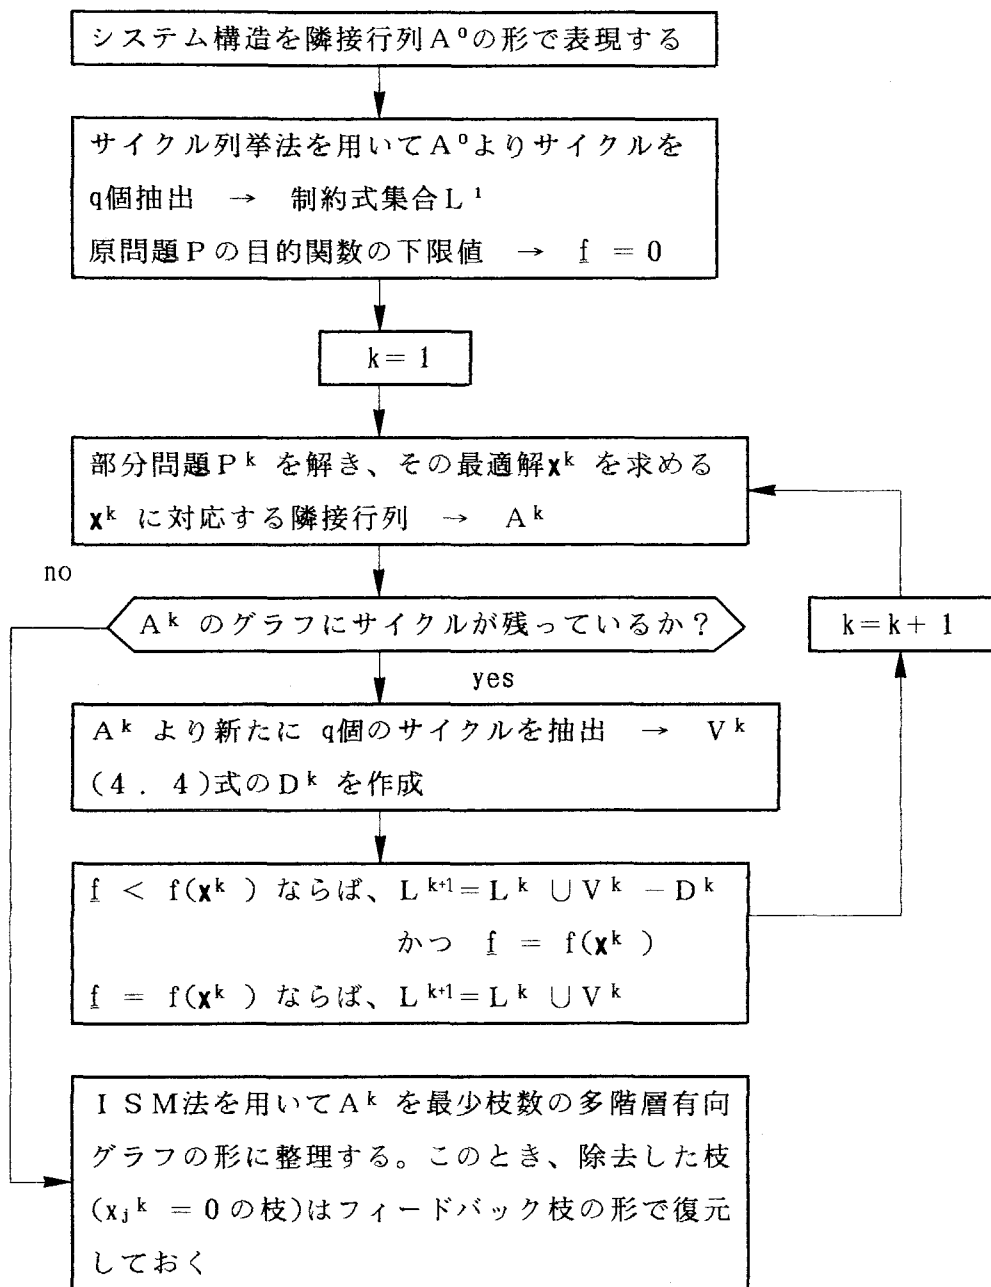 システム構造を隣接行列A⁰の形で表現する
サイクル列挙法を用いてA⁰よりサイクルを
q個抽出 → 制約式集合L¹
原問題Pの目的関数の下限値 → f̲ = 0
k = 1
部分問題Pᵏ を解き、その最適解xᵏ を求める
xᵏ に対応する隣接行列 → Aᵏ
no
Aᵏ のグラフにサイクルが残っているか？
k = k + 1
yes
Aᵏ より新たに q個のサイクルを抽出 → Vᵏ
(4．4)式のDᵏ を作成
f̲ < f(xᵏ ) ならば、Lᵏ⁺¹ = Lᵏ ∪ Vᵏ − Dᵏ
かつ f̲ = f(xᵏ )
f̲ = f(xᵏ ) ならば、Lᵏ⁺¹ = Lᵏ ∪ Vᵏ
ＩＳＭ法を用いてAᵏ を最少枝数の多階層有向
グラフの形に整理する。このとき、除去した枝
(xⱼᵏ = 0の枝)はフィードバック枝の形で復元
しておく